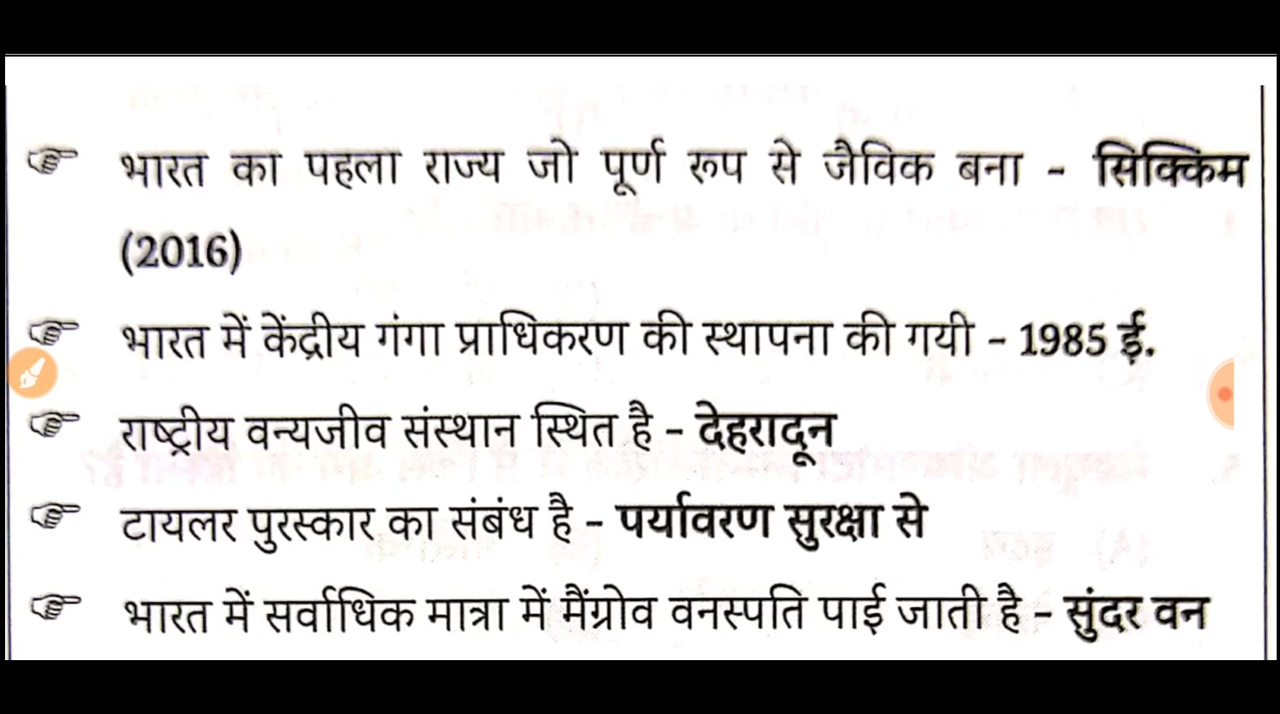 भारत का पहला राज्य जो पूर्ण रूप से जैविक बना - सिक्किम
(2016)
भारत में केंद्रीय गंगा प्राधिकरण की स्थापना की गयी - 1985 ई.
राष्ट्रीय वन्यजीव संस्थान स्थित है - देहरादून
टायलर पुरस्कार का संबंध है - पर्यावरण सुरक्षा से
भारत में सर्वाधिक मात्रा में मैंग्रोव वनस्पति पाई जाती है - सुंदर वन